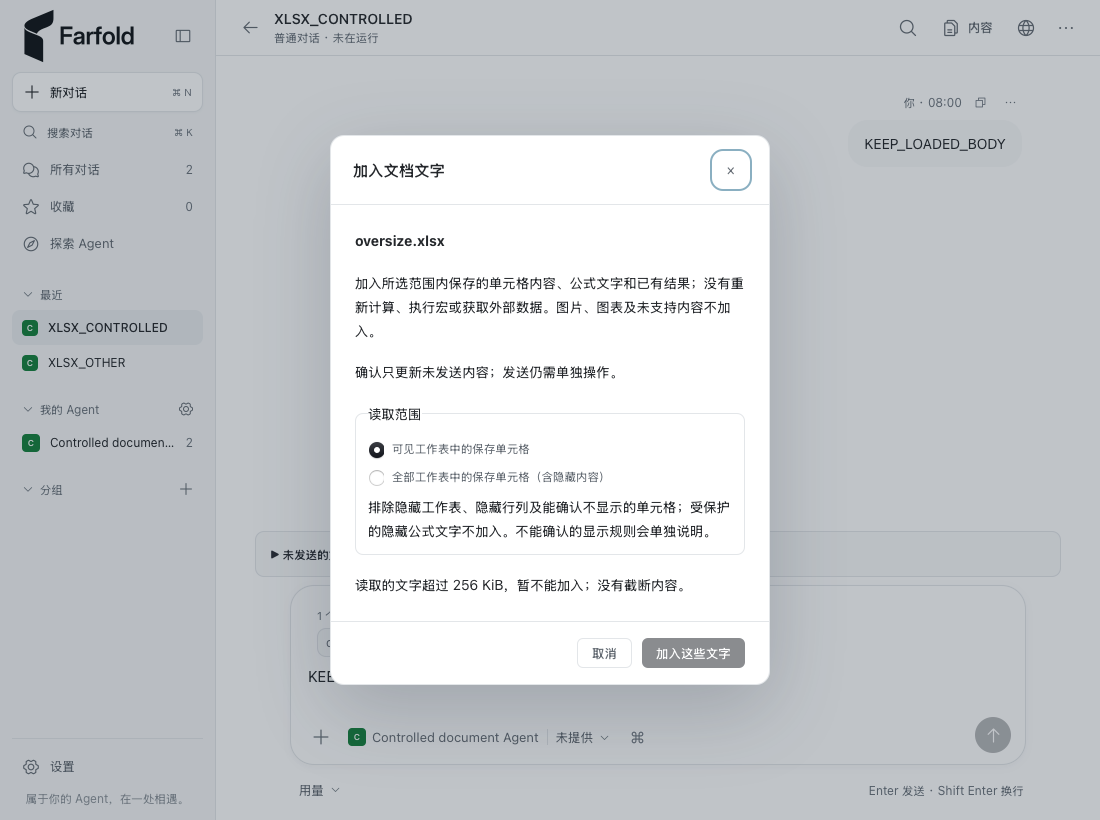 Farfold
新对话
⌘ N
搜索对话
⌘ K
所有对话
2
收藏
0
探索 Agent
最近
C
XLSX_CONTROLLED
C
XLSX_OTHER
我的 Agent
C
Controlled documen...
2
分组
设置
属于你的 Agent，在一处相遇。
XLSX_CONTROLLED
普通对话 · 未在运行
内容
你 · 08:00
KEEP_LOADED_BODY
加入文档文字
×
oversize.xlsx
加入所选范围内保存的单元格内容、公式文字和已有结果；没有重
新计算、执行宏或获取外部数据。图片、图表及未支持内容不加
入。
确认只更新未发送内容；发送仍需单独操作。
读取范围
可见工作表中的保存单元格
全部工作表中的保存单元格（含隐藏内容）
排除隐藏工作表、隐藏行列及能确认不显示的单元格；受保护
的隐藏公式文字不加入。不能确认的显示规则会单独说明。
读取的文字超过 256 KiB，暂不能加入；没有截断内容。
取消
加入这些文字
未发送的
1
KEE
C
Controlled document Agent
未提供
⌘
用量
Enter 发送 · Shift Enter 换行